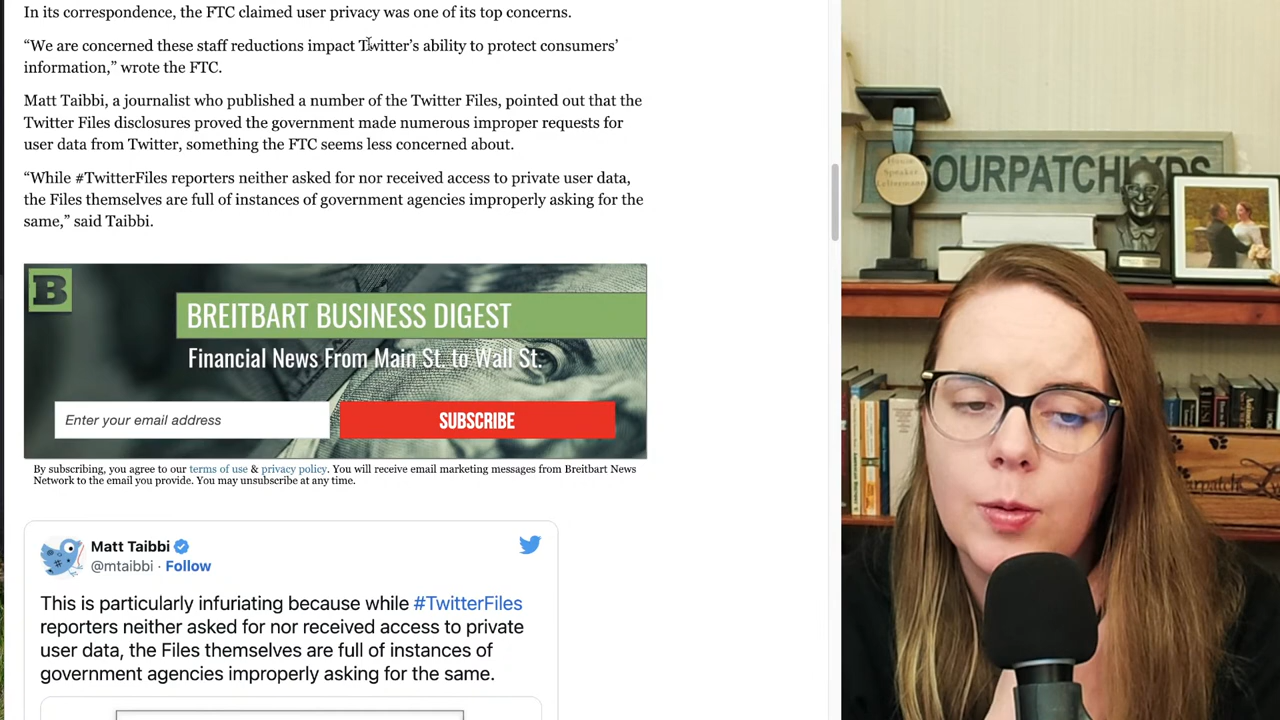 In its correspondence, the FTC claimed user privacy was one of its top concerns.
“We are concerned these staff reductions impact Twitter’s ability to protect consumers’
information,” wrote the FTC.
Matt Taibbi, a journalist who published a number of the Twitter Files, pointed out that the
Twitter Files disclosures proved the government made numerous improper requests for
user data from Twitter, something the FTC seems less concerned about.
“While #TwitterFiles reporters neither asked for nor received access to private user data,
the Files themselves are full of instances of government agencies improperly asking for the
same,” said Taibbi.
B
BREITBART BUSINESS DIGEST
Financial News From Main St. to Wall St.
Enter your email address
SUBSCRIBE
By subscribing, you agree to our terms of use & privacy policy. You will receive email marketing messages from Breitbart News
Network to the email you provide. You may unsubscribe at any time.
Matt Taibbi
@mtaibbi · Follow
This is particularly infuriating because while #TwitterFiles
reporters neither asked for nor received access to private
user data, the Files themselves are full of instances of
government agencies improperly asking for the same.
OURPATCHLYDS
Speaker